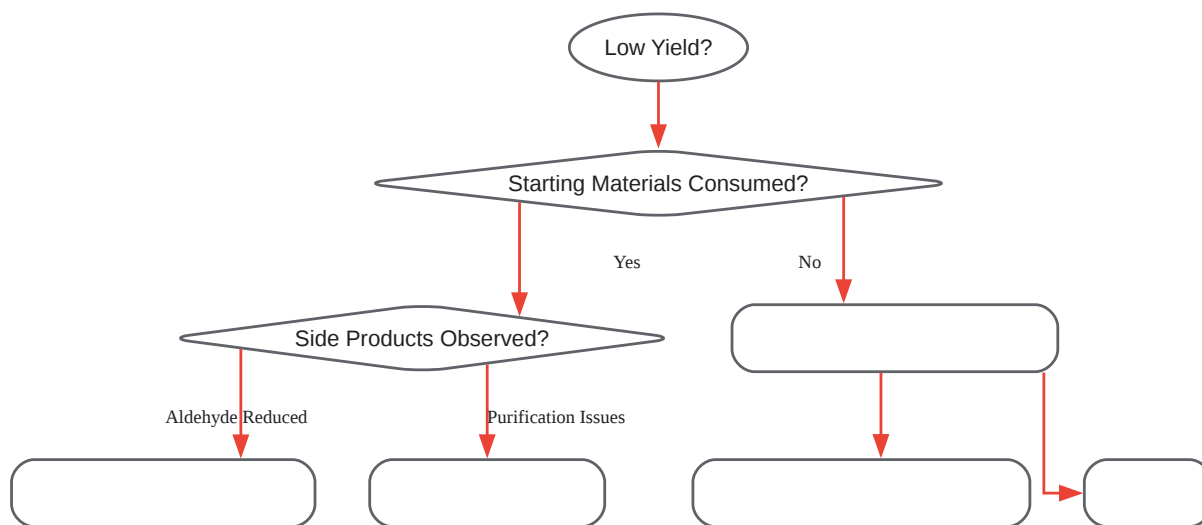 Low Yield?
Starting Materials Consumed?
Yes
No
Side Products Observed?
Aldehyde Reduced
Purification Issues